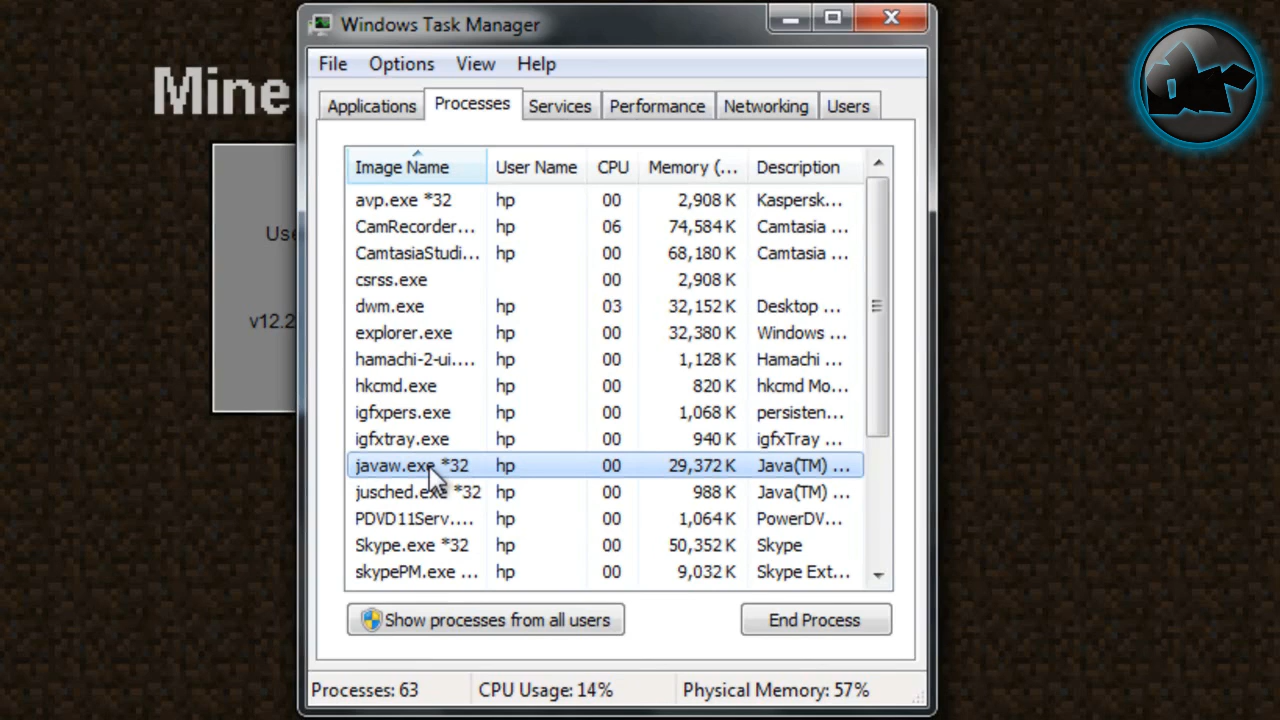 Windows Task Manager
File Options View Help
Mine
Applications Processes Services Performance Networking Users
Image Name User Name CPU Memory (... Description
avp.exe *32 hp 00 2,908 K Kaspersk...
CamRecorder... hp 06 74,584 K Camtasia ...
Use
CamtasiaStudi... hp 00 68,180 K Camtasia ...
csrss.exe 00 2,908 K
dwm.exe hp 03 32,152 K Desktop ...
v12.2
explorer.exe hp 00 32,380 K Windows ...
hamachi-2-ui.... hp 00 1,128 K Hamachi ...
hkcmd.exe hp 00 820 K hkcmd Mo...
igfxpers.exe hp 00 1,068 K persisten...
igfxtray.exe hp 00 940 K igfxTray ...
javaw.exe *32 hp 00 29,372 K Java(TM) ...
jusched.exe *32 hp 00 988 K Java(TM) ...
PDVD11Serv.... hp 00 1,064 K PowerDV...
Skype.exe *32 hp 00 50,352 K Skype
skypePM.exe ... hp 00 9,032 K Skype Ext...
Show processes from all users End Process
Processes: 63 CPU Usage: 14% Physical Memory: 57%